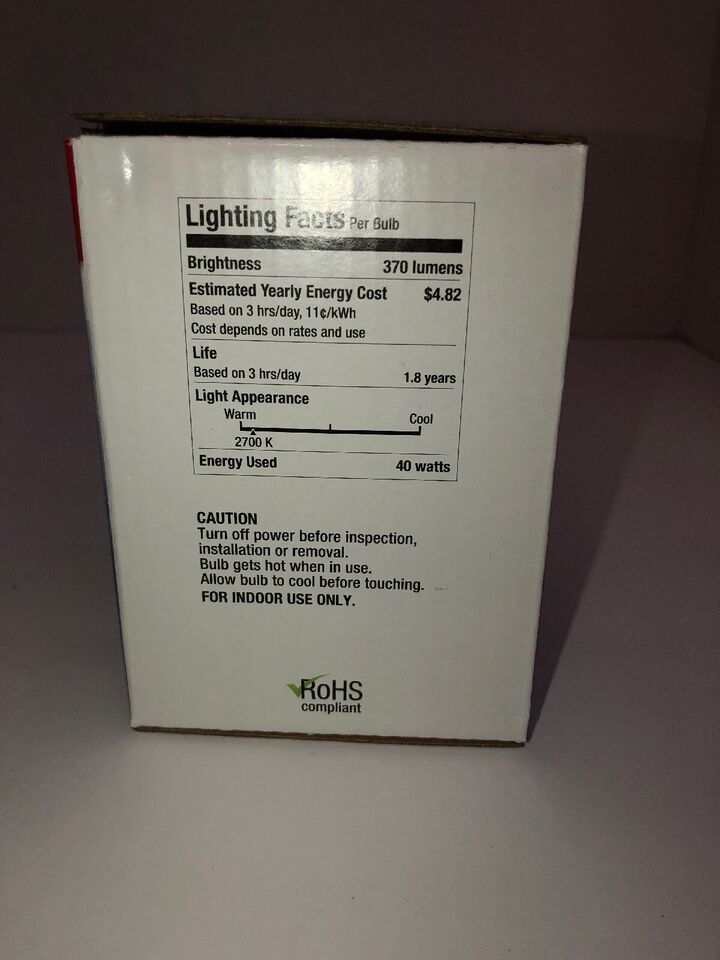 Lighting Facts Per Bulb
Brightness 370 lumens
Estimated Yearly Energy Cost $4.82
Based on 3 hrs/day, 11¢/kWh
Cost depends on rates and use
Life
Based on 3 hrs/day 1.8 years
Light Appearance
Warm Cool
2700 K
Energy Used 40 watts
CAUTION
Turn off power before inspection,
installation or removal.
Bulb gets hot when in use.
Allow bulb to cool before touching.
FOR INDOOR USE ONLY.
RoHS
compliant